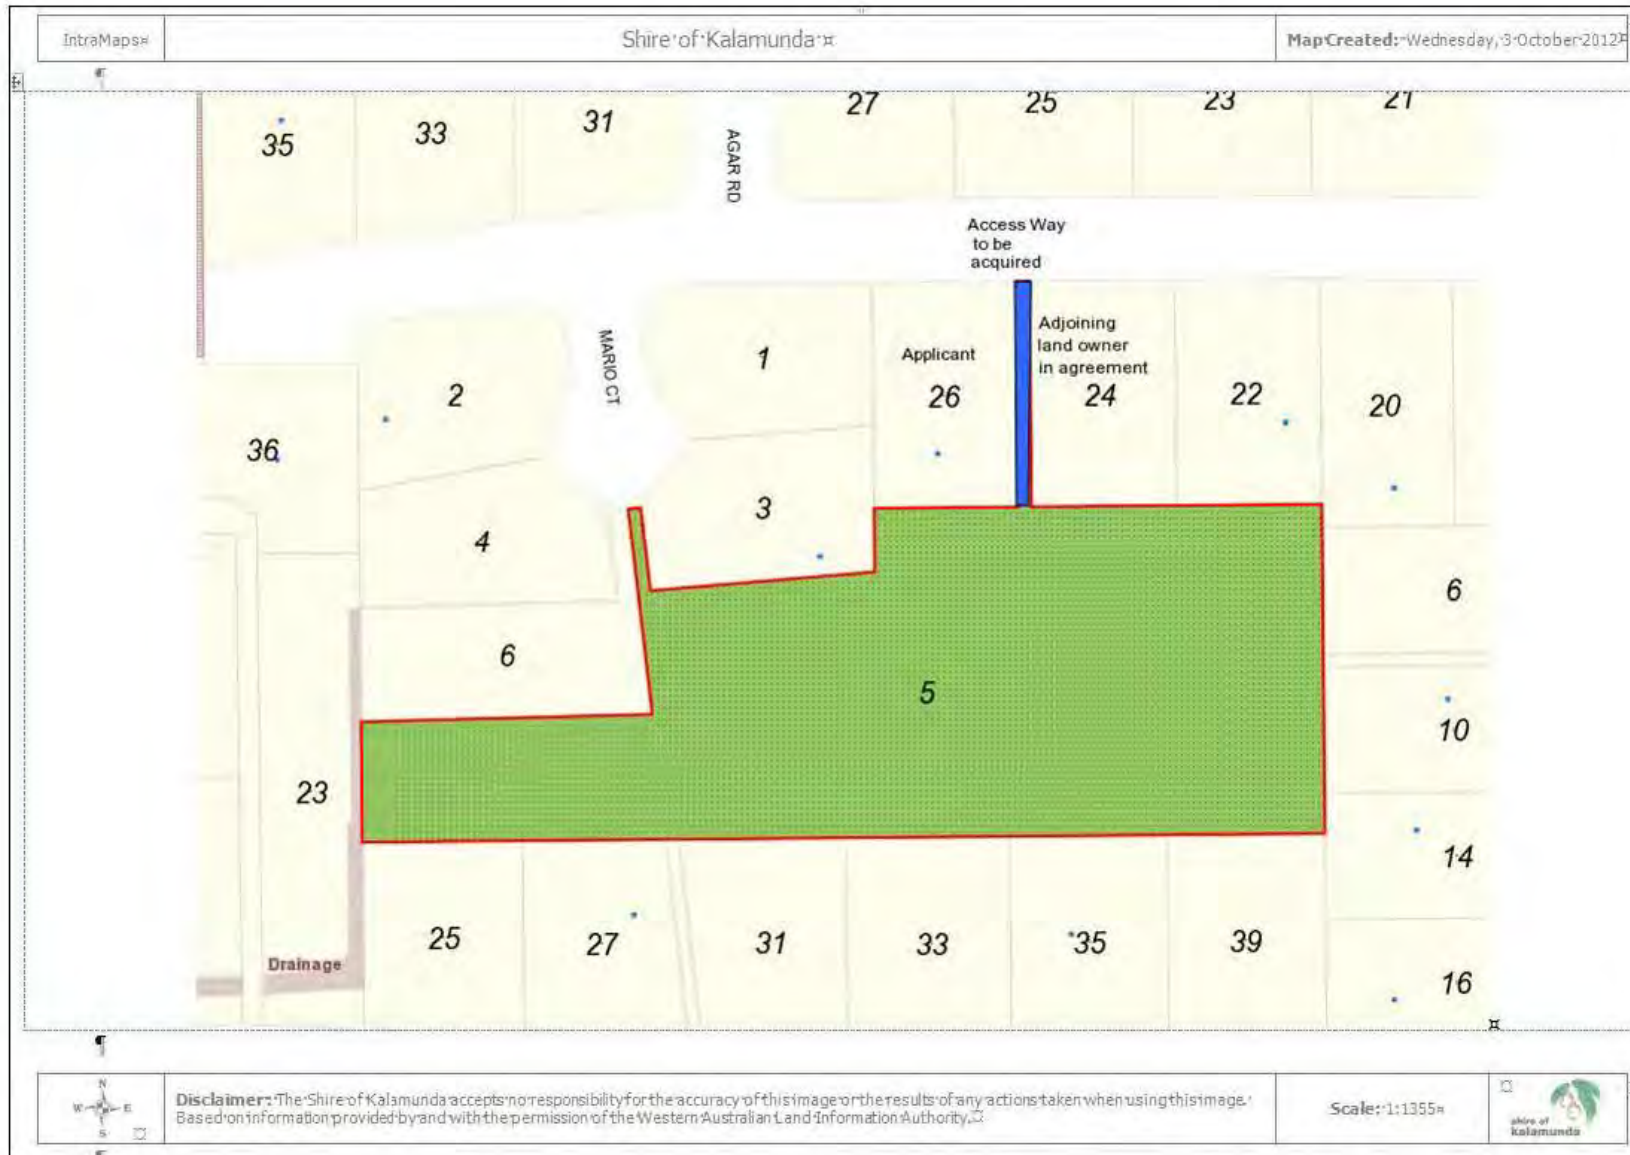 IntraMaps¤
Shire·of·Kalamunda·¤
Map·Created:·Wednesday,·3·October·2012¤
¶
35
33
31
27
25
23
21
AGAR RD
Access Way
to be
acquired
MARIO CT
2
1
Applicant
26
Adjoining
land owner
in agreement
24
22
20
36
4
3
6
6
5
10
23
14
25
27
31
33
35
39
16
Drainage
¤
¶
N
W
E
S
¤
Disclaimer:·The·Shire·of·Kalamunda·accepts·no·responsibility·for·the·accuracy·of·this·image·or·the·results·of·any·actions·taken·when·using·this·image.·
Based·on·information·provided·by·and·with·the·permission·of·the·Western·Australian·Land·Information·Authority.¤
Scale:·1:1355¤
¤
shire of
kalamunda
¶